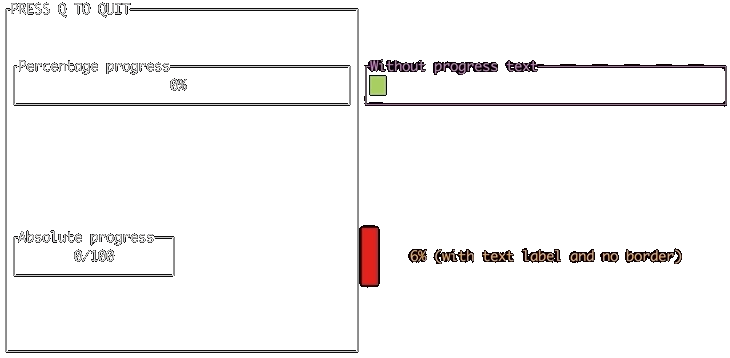 PRESS Q TO QUIT
Percentage progress
6%
Without progress text
Absolute progress
6/100
6% (with text label and no border)